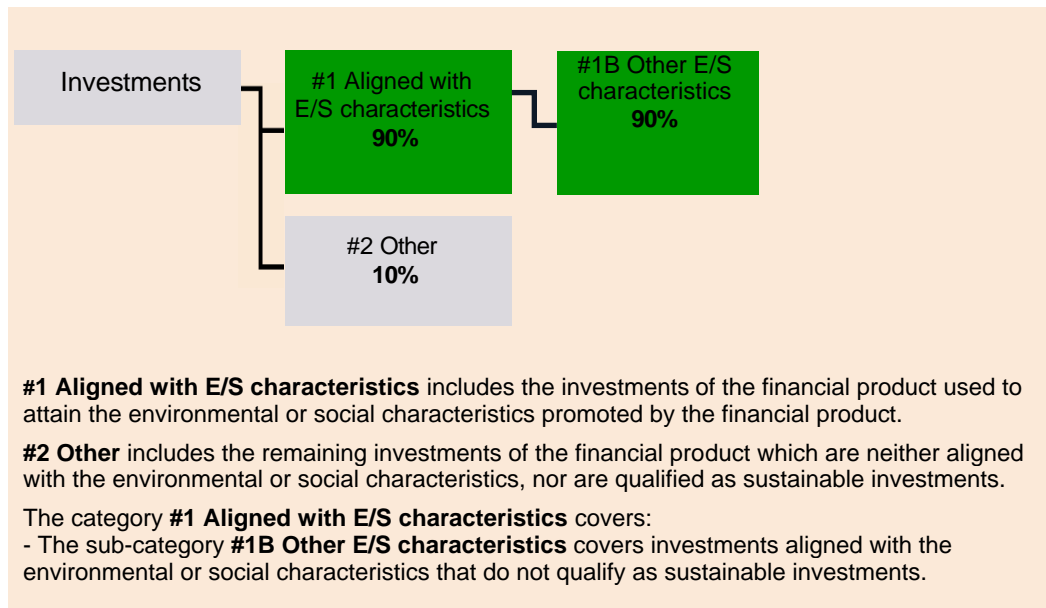 Investments
#1 Aligned with
E/S characteristics
90%
#1B Other E/S
characteristics
90%
#2 Other
10%
#1 Aligned with E/S characteristics includes the investments of the financial product used to
attain the environmental or social characteristics promoted by the financial product.
#2 Other includes the remaining investments of the financial product which are neither aligned
with the environmental or social characteristics, nor are qualified as sustainable investments.
The category #1 Aligned with E/S characteristics covers:
- The sub-category #1B Other E/S characteristics covers investments aligned with the
environmental or social characteristics that do not qualify as sustainable investments.